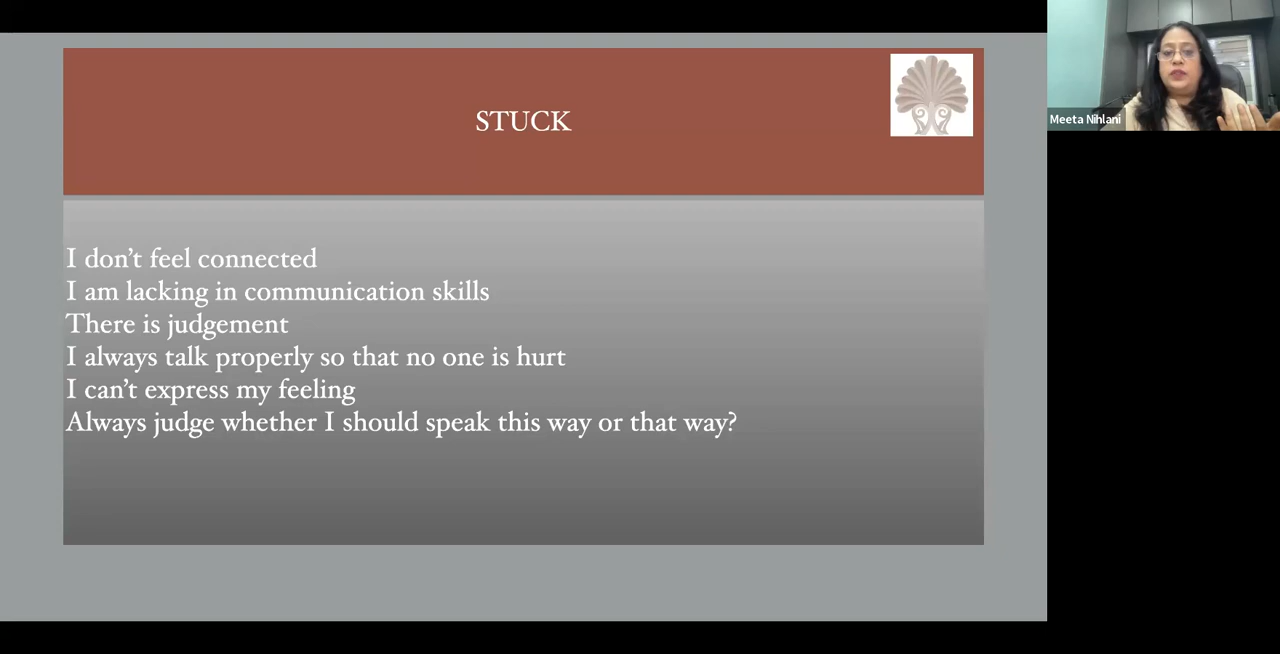 STUCK
I don’t feel connected
I am lacking in communication skills
There is judgement
I always talk properly so that no one is hurt
I can’t express my feeling
Always judge whether I should speak this way or that way?
Meeta Nihlani